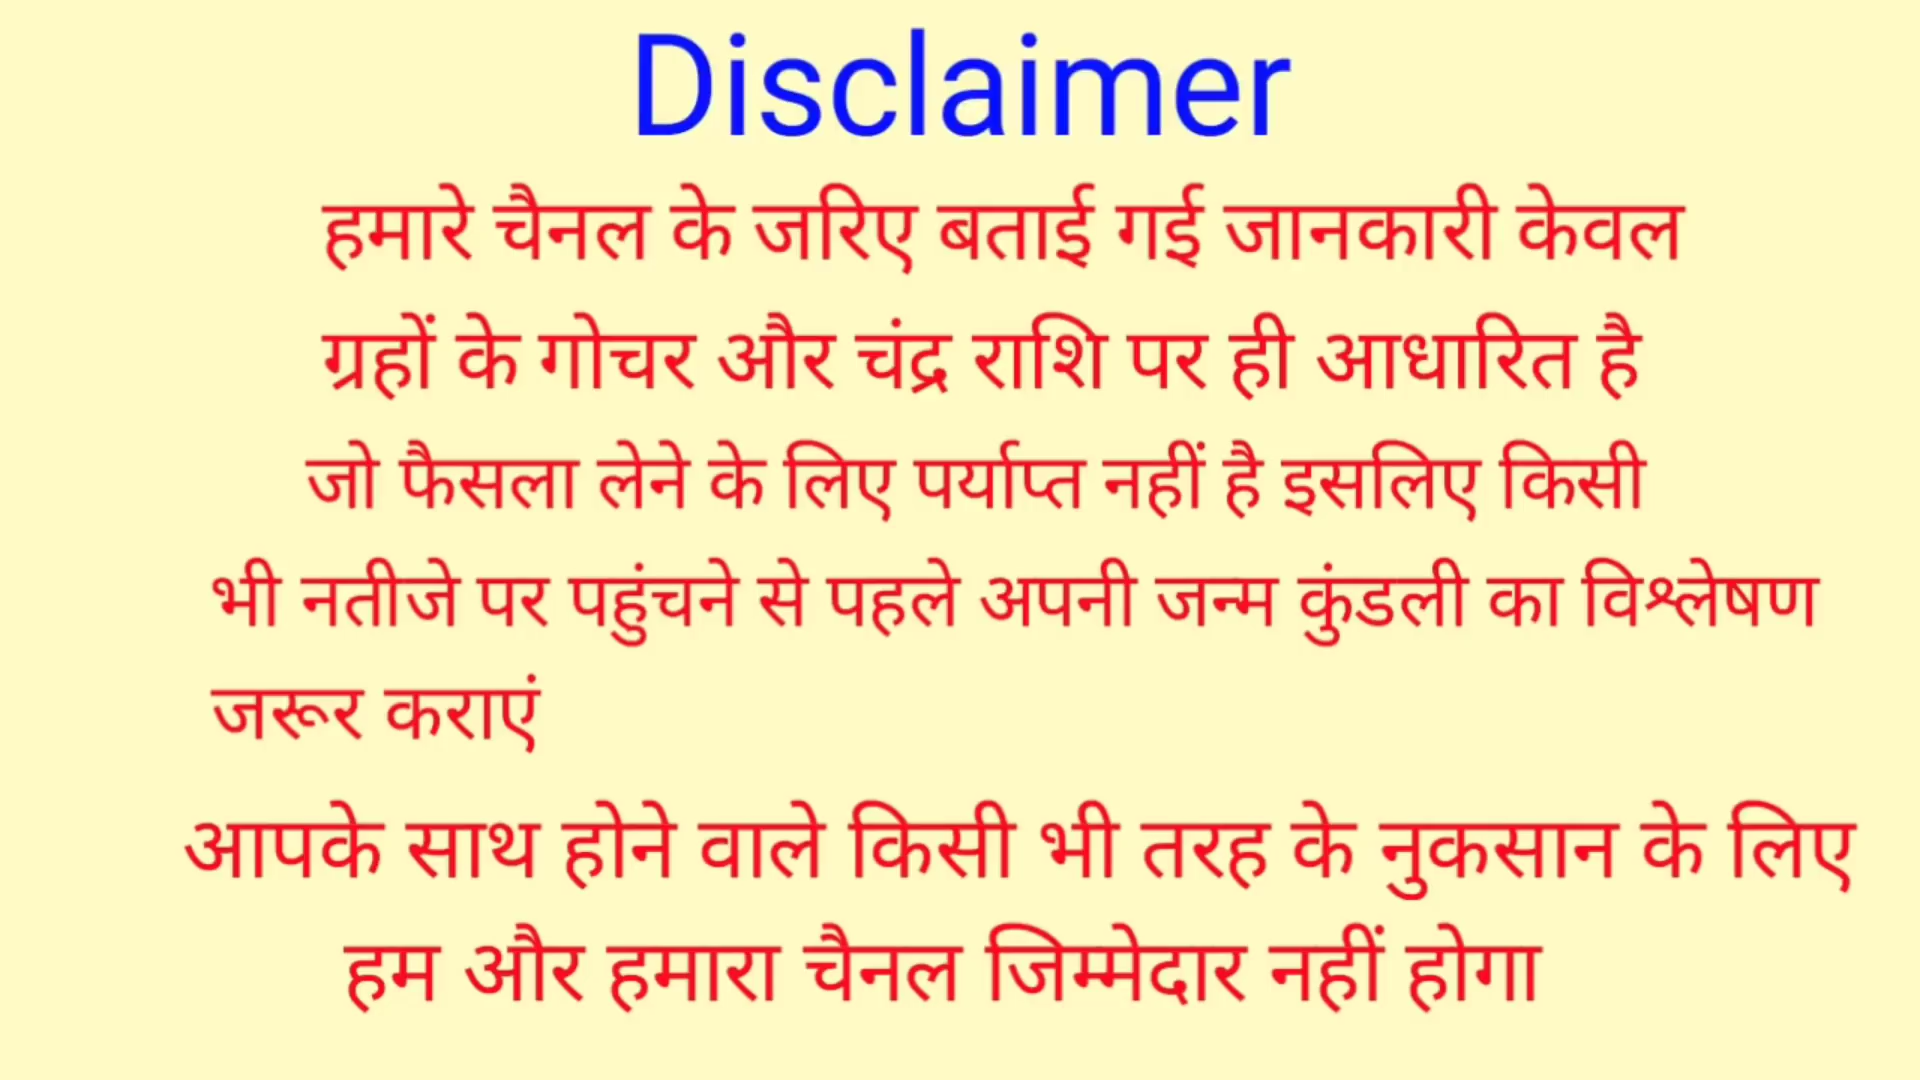 Disclaimer
हमारे चैनल के जरिए बताई गई जानकारी केवल
ग्रहों के गोचर और चंद्र राशि पर ही आधारित है
जो फैसला लेने के लिए पर्याप्त नहीं है इसलिए किसी
भी नतीजे पर पहुंचने से पहले अपनी जन्म कुंडली का विश्लेषण
जरूर कराएं
आपके साथ होने वाले किसी भी तरह के नुकसान के लिए
हम और हमारा चैनल जिम्मेदार नहीं होगा